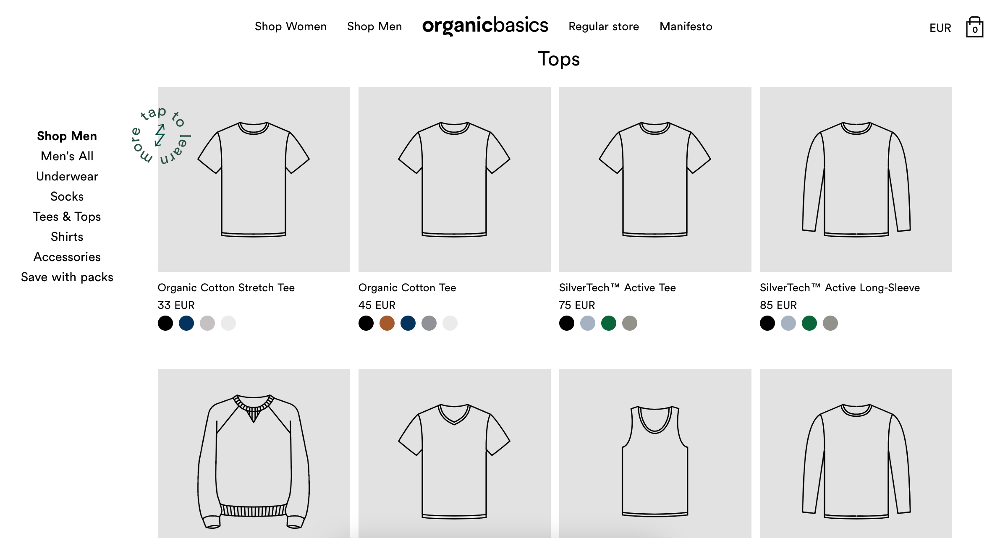 Shop Women Shop Men organicbasics Regular store Manifesto EUR 0
Tops
tap to learn more
Shop Men
Men's All
Underwear
Socks
Tees & Tops
Shirts
Accessories
Save with packs
Organic Cotton Stretch Tee
33 EUR
Organic Cotton Tee
45 EUR
SilverTech™ Active Tee
75 EUR
SilverTech™ Active Long-Sleeve
85 EUR